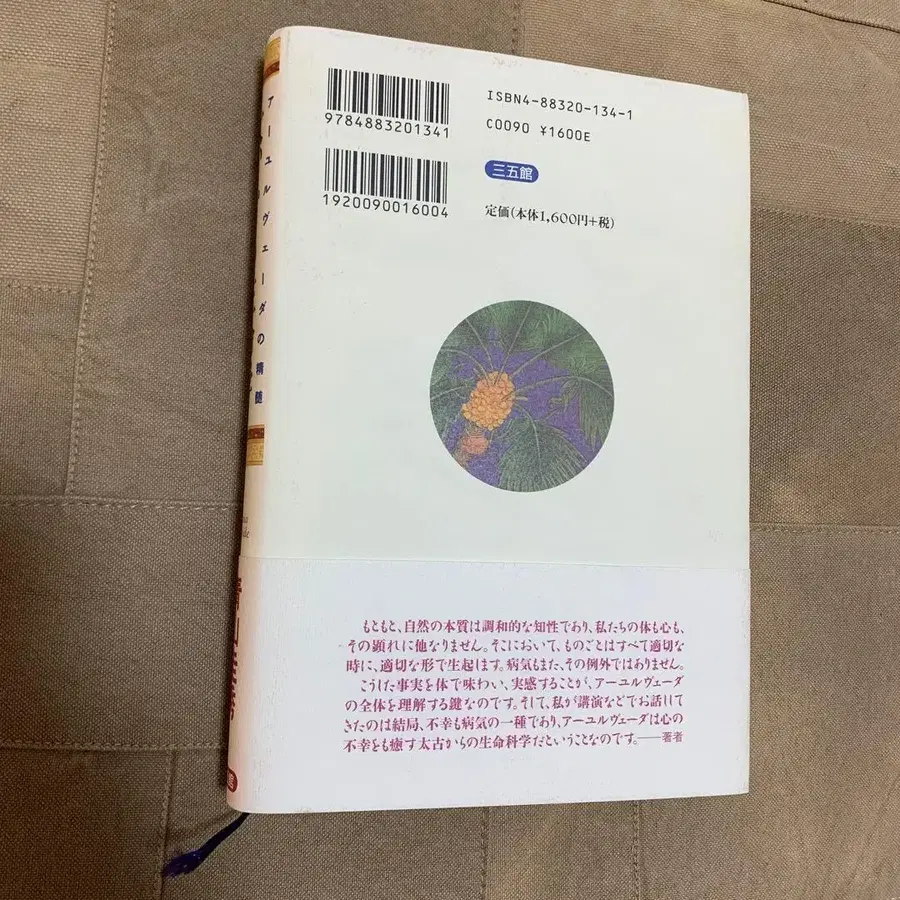 アーユルヴェーダの精髄
9784883201341
1920090016004
ISBN4-88320-134-1
C0090 ¥1600E
三五館
定価(本体1,600円+税)
もともと、自然の本質は調和的な知性であり、私たちの体も心も、
その顕れに他なりません。そこにおいて、ものごとはすべて適切な
時に、適切な形で生起します。病気もまた、その例外ではありません。
こうした事実を体で味わい、実感することが、アーユルヴェーダ
の全体を理解する鍵なのです。そして、私が講演などでお話して
きたのは結局、不幸も病気の一種であり、アーユルヴェーダは心の
不幸をも癒す太古からの生命科学だということなのです。――著者